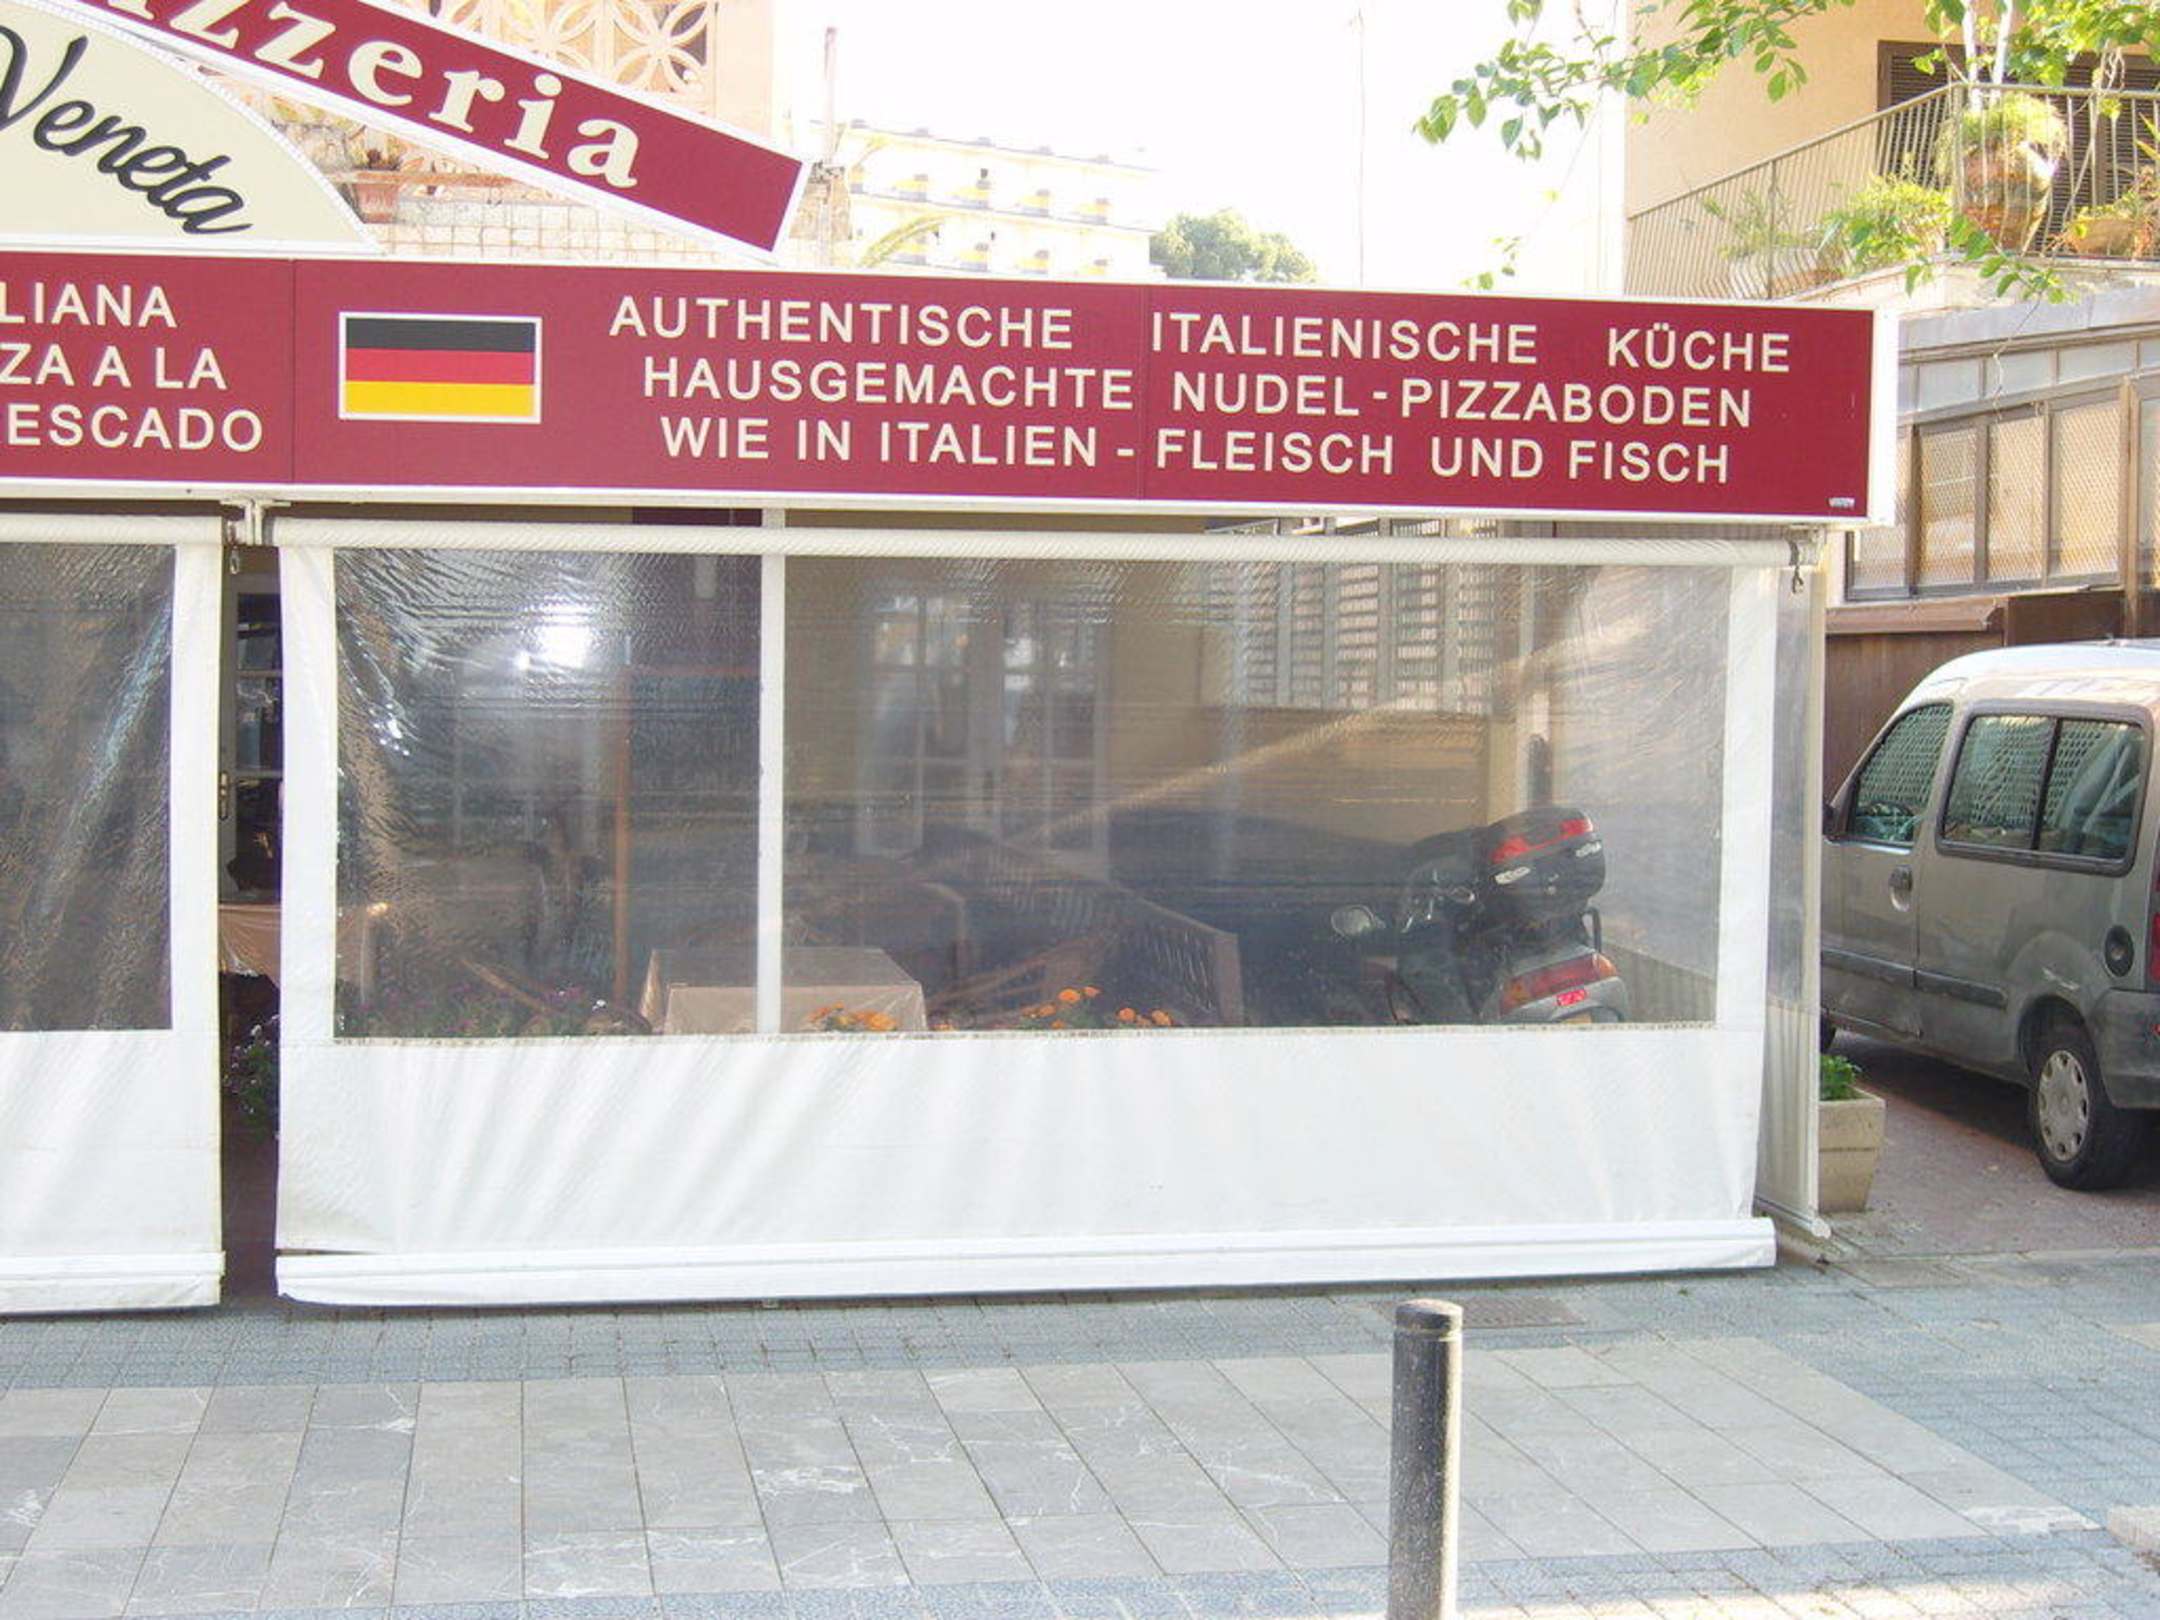 zzeria
Veneta
LIANA
ZA A LA
ESCADO
AUTHENTISCHE ITALIENISCHE KÜCHE
HAUSGEMACHTE NUDEL - PIZZABODEN
WIE IN ITALIEN - FLEISCH UND FISCH